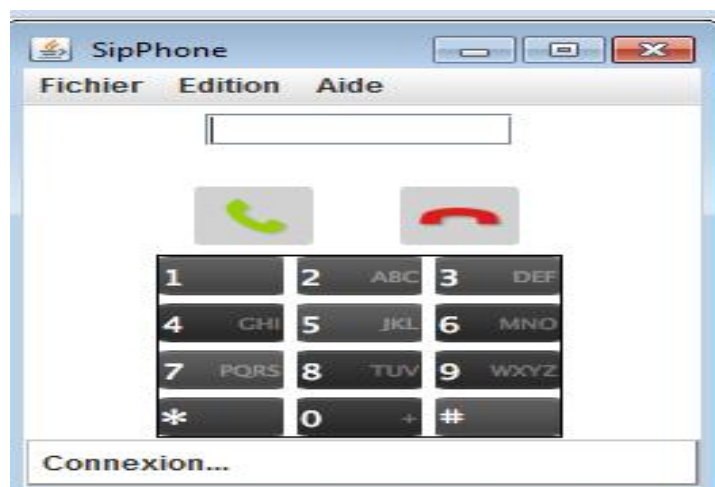 SipPhone
Fichier Edition Aide
1 2 ABC 3 DEF
4 GHI 5 JKL 6 MNO
7 PQRS 8 TUV 9 WXYZ
* 0 + #
Connexion...